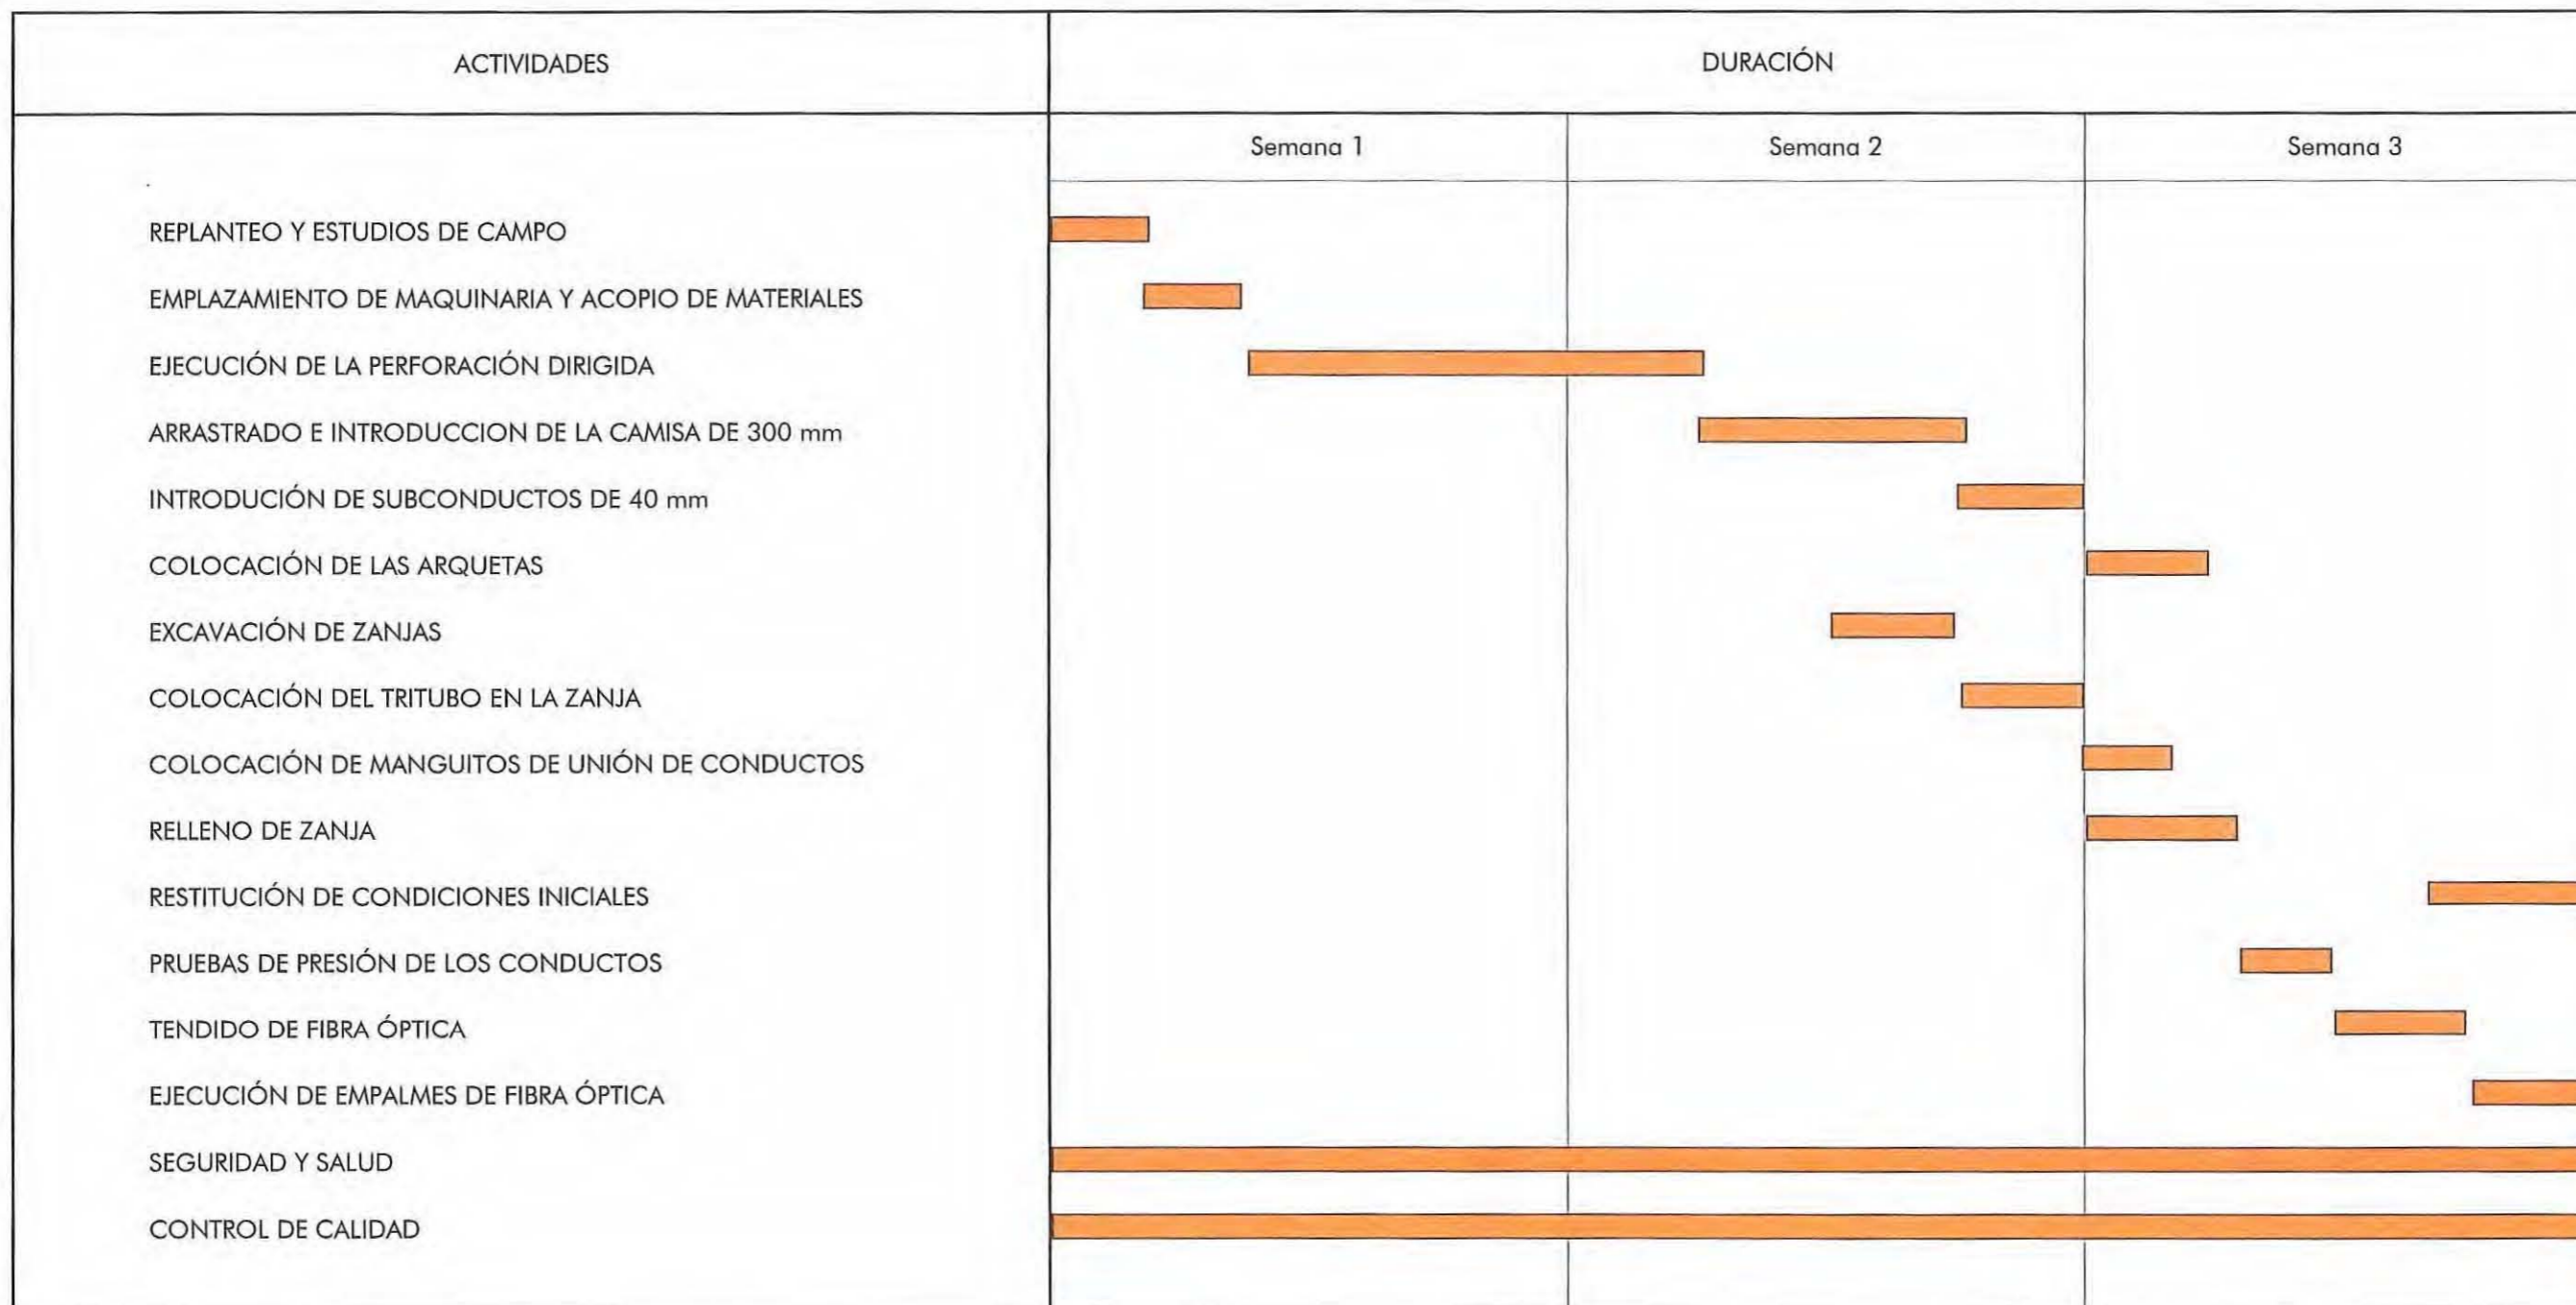 ACTIVIDADES
DURACIÓN
Semana 1
Semana 2
Semana 3
REPLANTEO Y ESTUDIOS DE CAMPO
EMPLAZAMIENTO DE MAQUINARIA Y ACOPIO DE MATERIALES
EJECUCIÓN DE LA PERFORACIÓN DIRIGIDA
ARRASTRADO E INTRODUCCION DE LA CAMISA DE 300 mm
INTRODUCIÓN DE SUBCONDUCTOS DE 40 mm
COLOCACIÓN DE LAS ARQUETAS
EXCAVACIÓN DE ZANJAS
COLOCACIÓN DEL TRITUBO EN LA ZANJA
COLOCACIÓN DE MANGUITOS DE UNIÓN DE CONDUCTOS
RELLENO DE ZANJA
RESTITUCIÓN DE CONDICIONES INICIALES
PRUEBAS DE PRESIÓN DE LOS CONDUCTOS
TENDIDO DE FIBRA ÓPTICA
EJECUCIÓN DE EMPALMES DE FIBRA ÓPTICA
SEGURIDAD Y SALUD
CONTROL DE CALIDAD